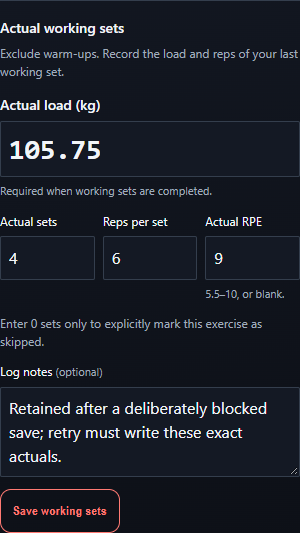 Actual working sets
Exclude warm-ups. Record the load and reps of your last
working set.
Actual load (kg)
105.75
Required when working sets are completed.
Actual sets
Reps per set
Actual RPE
4
6
9
5.5–10, or blank.
Enter 0 sets only to explicitly mark this exercise as
skipped.
Log notes (optional)
Retained after a deliberately blocked
save; retry must write these exact
actuals.
Save working sets